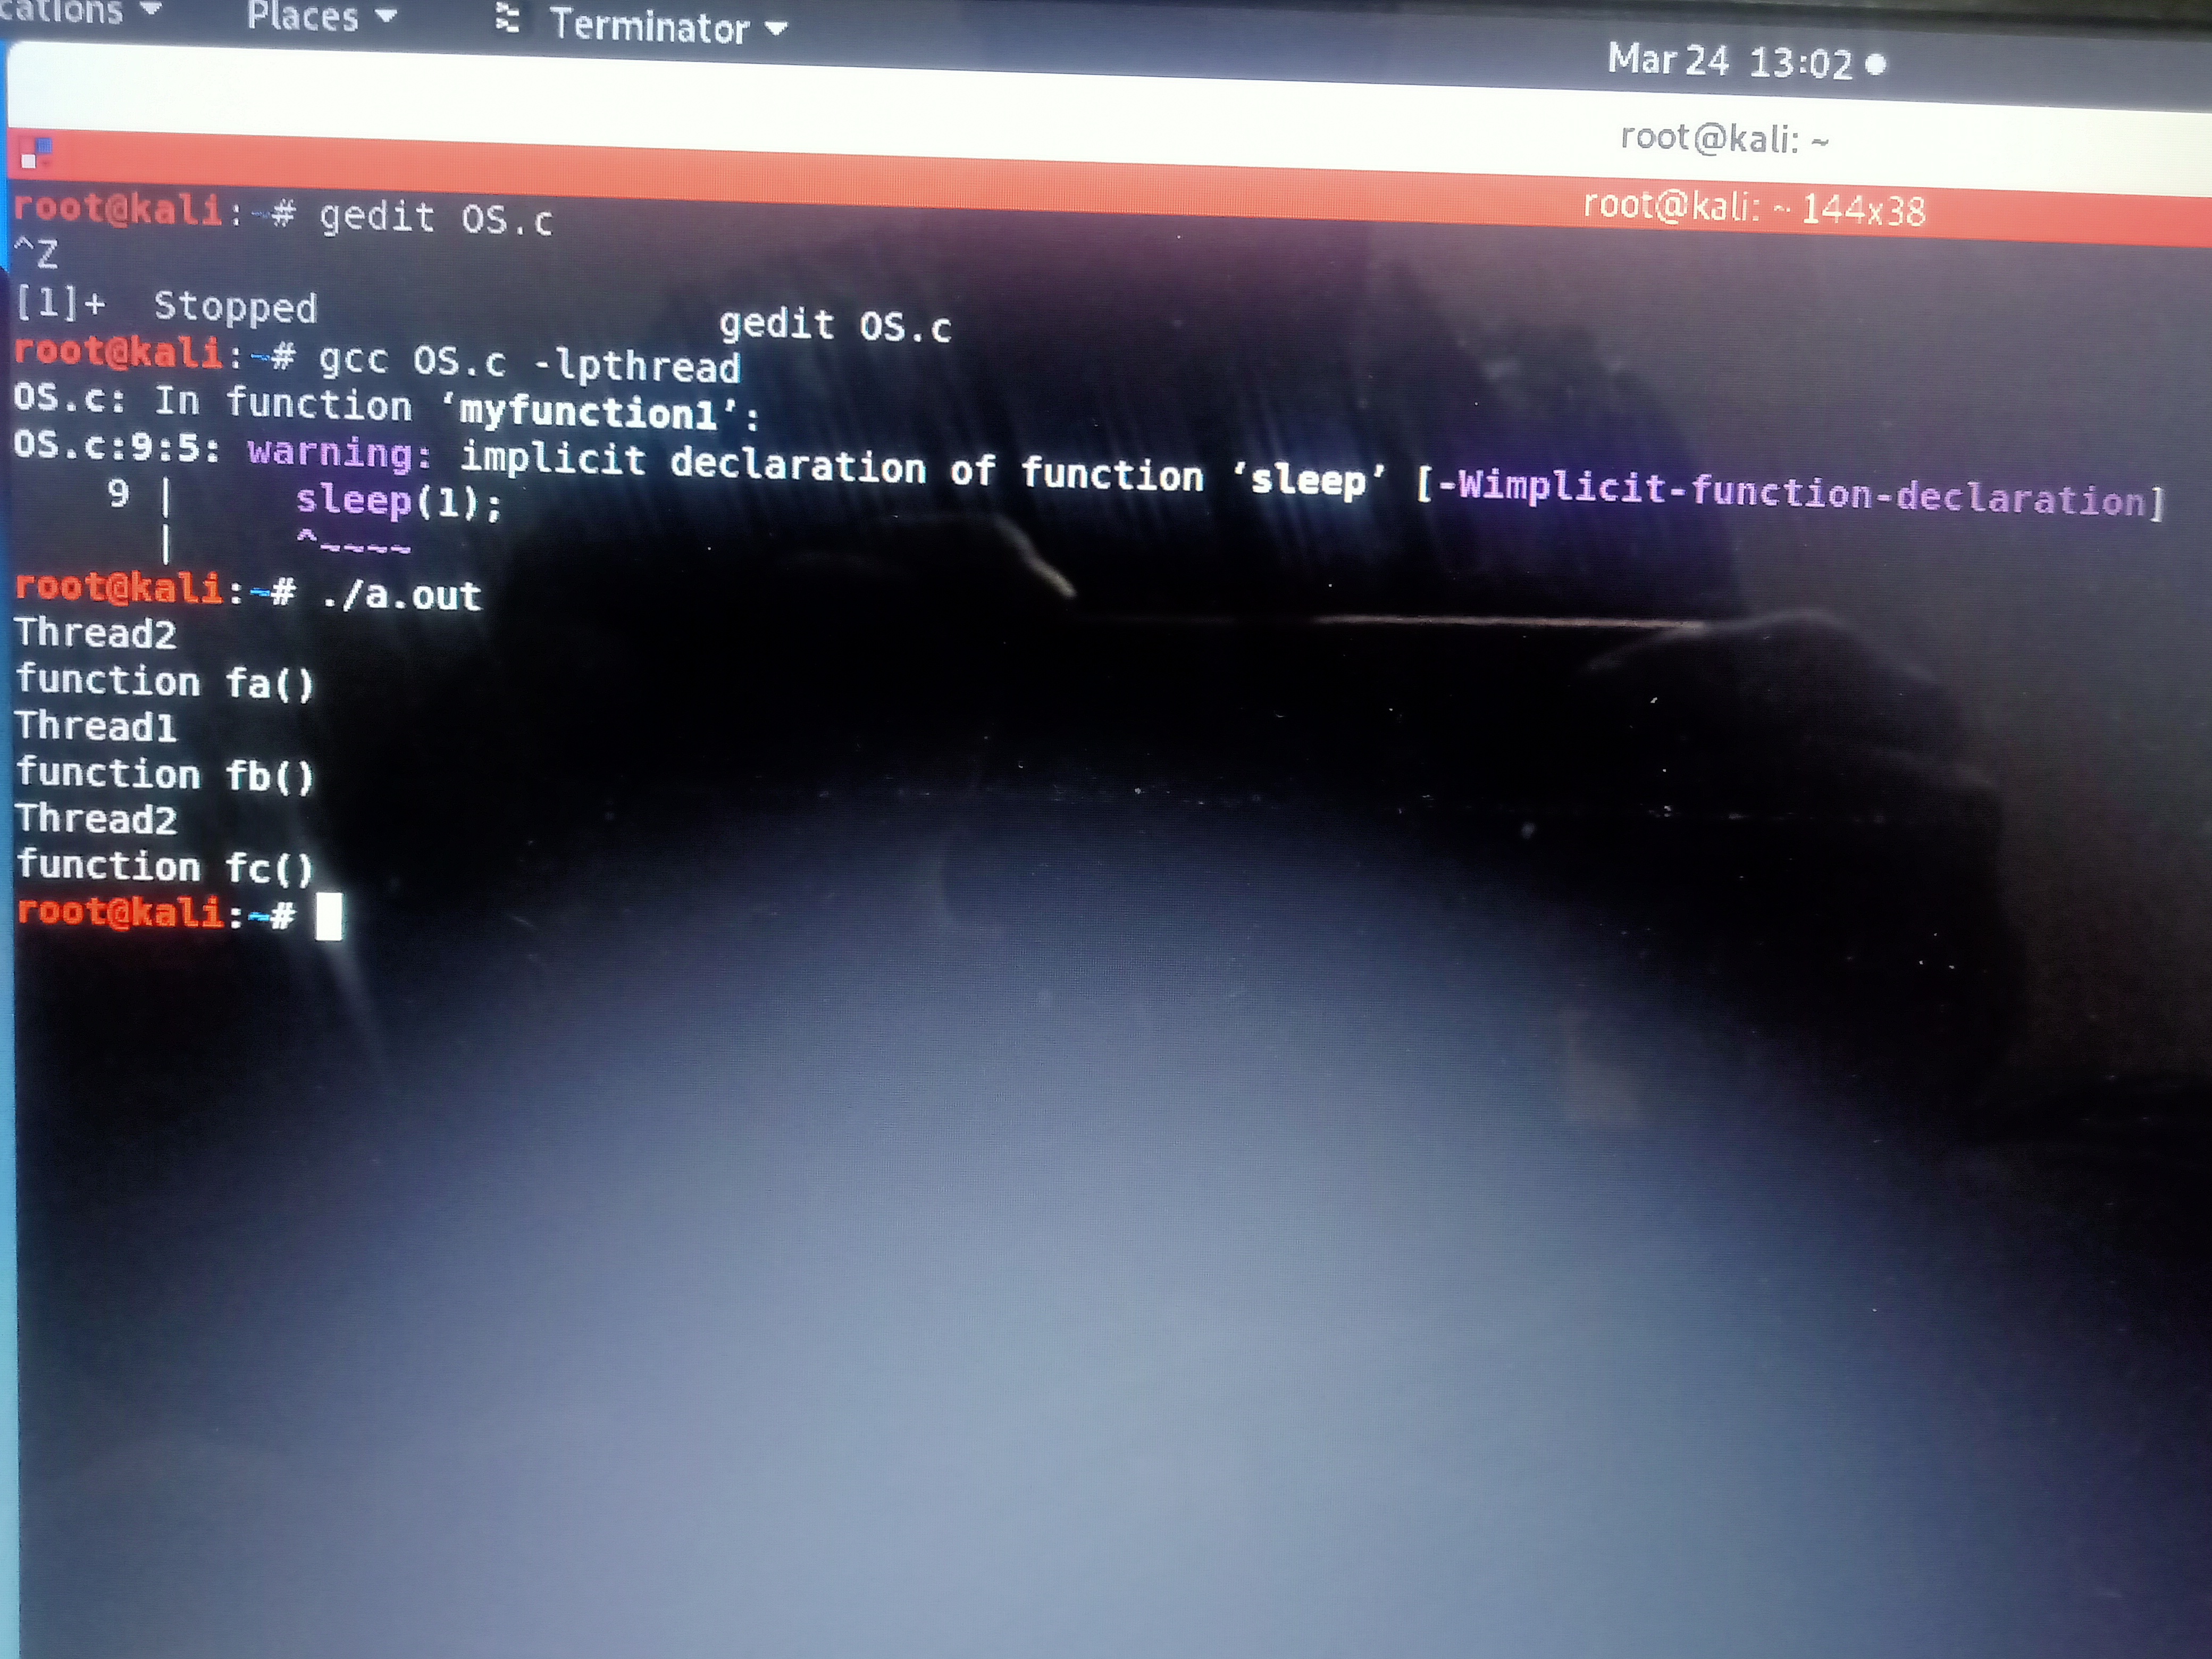 Places
Terminator
Mar 24 13:02
root@kali: ~
root@kali: ~ 144x38
root@kali:~# gedit OS.c
^Z
[1]+  Stopped                 gedit OS.c
root@kali:~# gcc OS.c -lpthread
OS.c: In function ‘myfunction1’:
OS.c:9:5: warning: implicit declaration of function ‘sleep’ [-Wimplicit-function-declaration]
    9 |     sleep(1);
      |     ^~~~~
root@kali:~# ./a.out
Thread2
function fa()
Thread1
function fb()
Thread2
function fc()
root@kali:~#